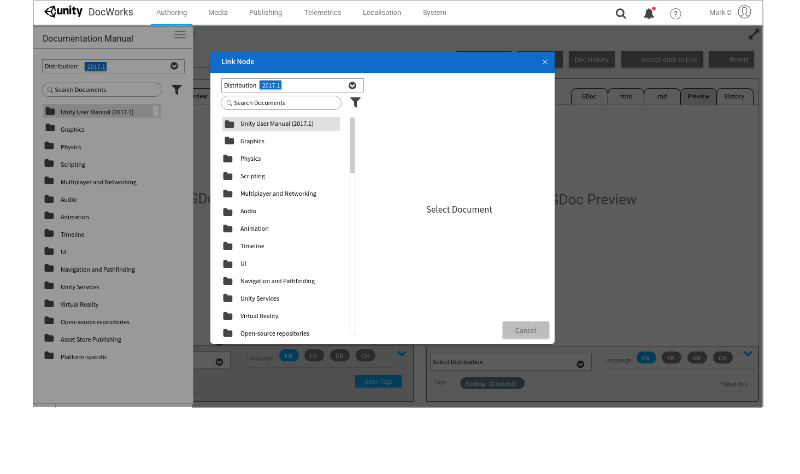 unity DocWorks
Authoring Media Publishing Telemetrics Localisation System
Mark D
Documentation Manual
Distribution: 2017.1
Search Documents
Unity User Manual (2017.1)
Graphics
Physics
Scripting
Multiplayer and Networking
Audio
Animation
Timeline
UI
Navigation and Pathfinding
Unity Services
Virtual Reality
Open-source repositories
Asset Store Publishing
Platform-specific
Link Node
×
Distribution 2017.1
Search Documents
Unity User Manual (2017.1)
Graphics
Physics
Scripting
Multiplayer and Networking
Audio
Animation
Timeline
UI
Navigation and Pathfinding
Unity Services
Virtual Reality
Open-source repositories
Select Document
Cancel
Doc History Accept draft to Live Revert
GDoc html md Preview History
GDoc Preview
Language EN FR GR CH
Open Tags
Select Distribution
Language EN FR GR CH
Tags Coding (Content)
*Read Only